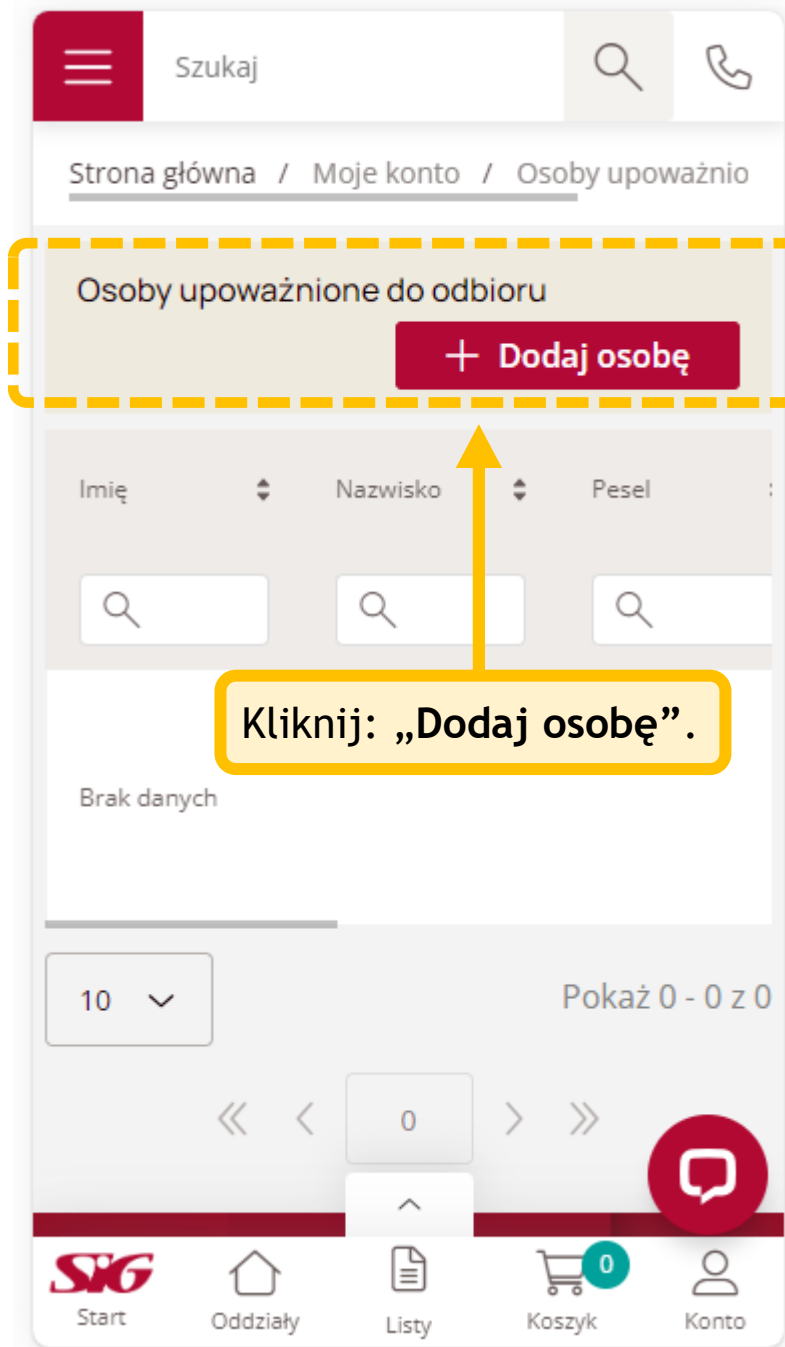 Szukaj
Strona główna / Moje konto / Osoby upoważnio
Osoby upoważnione do odbioru
+ Dodaj osobę
Imię Nazwisko Pesel
Kliknij: „Dodaj osobę”.
Brak danych
10 Pokaż 0 - 0 z 0
0
SIG 0
Start Oddziały Listy Koszyk Konto